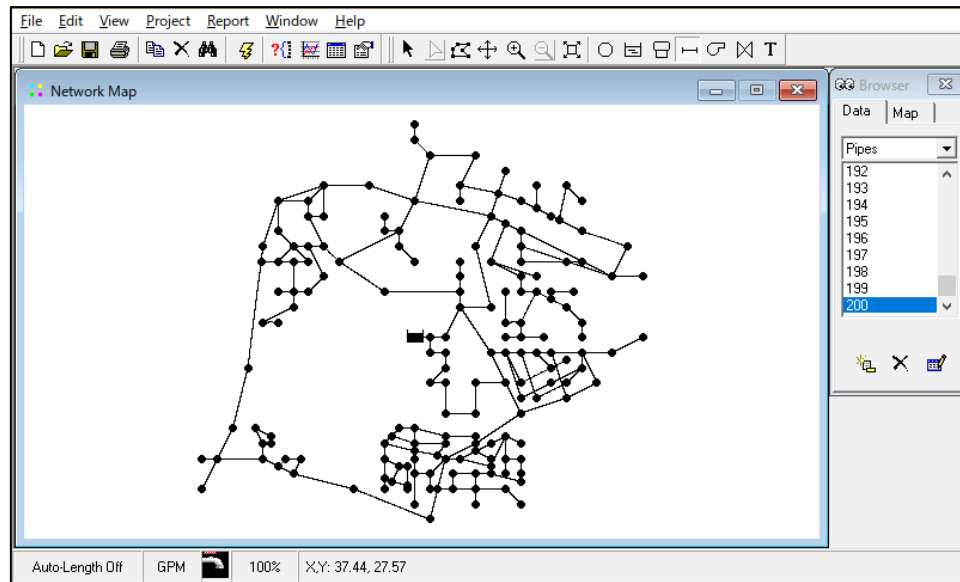 File Edit View Project Report Window Help
T
Network Map
Browser
Data Map
Pipes
192
193
194
195
196
197
198
199
200
Auto-Length Off GPM 100% X,Y: 37.44, 27.57